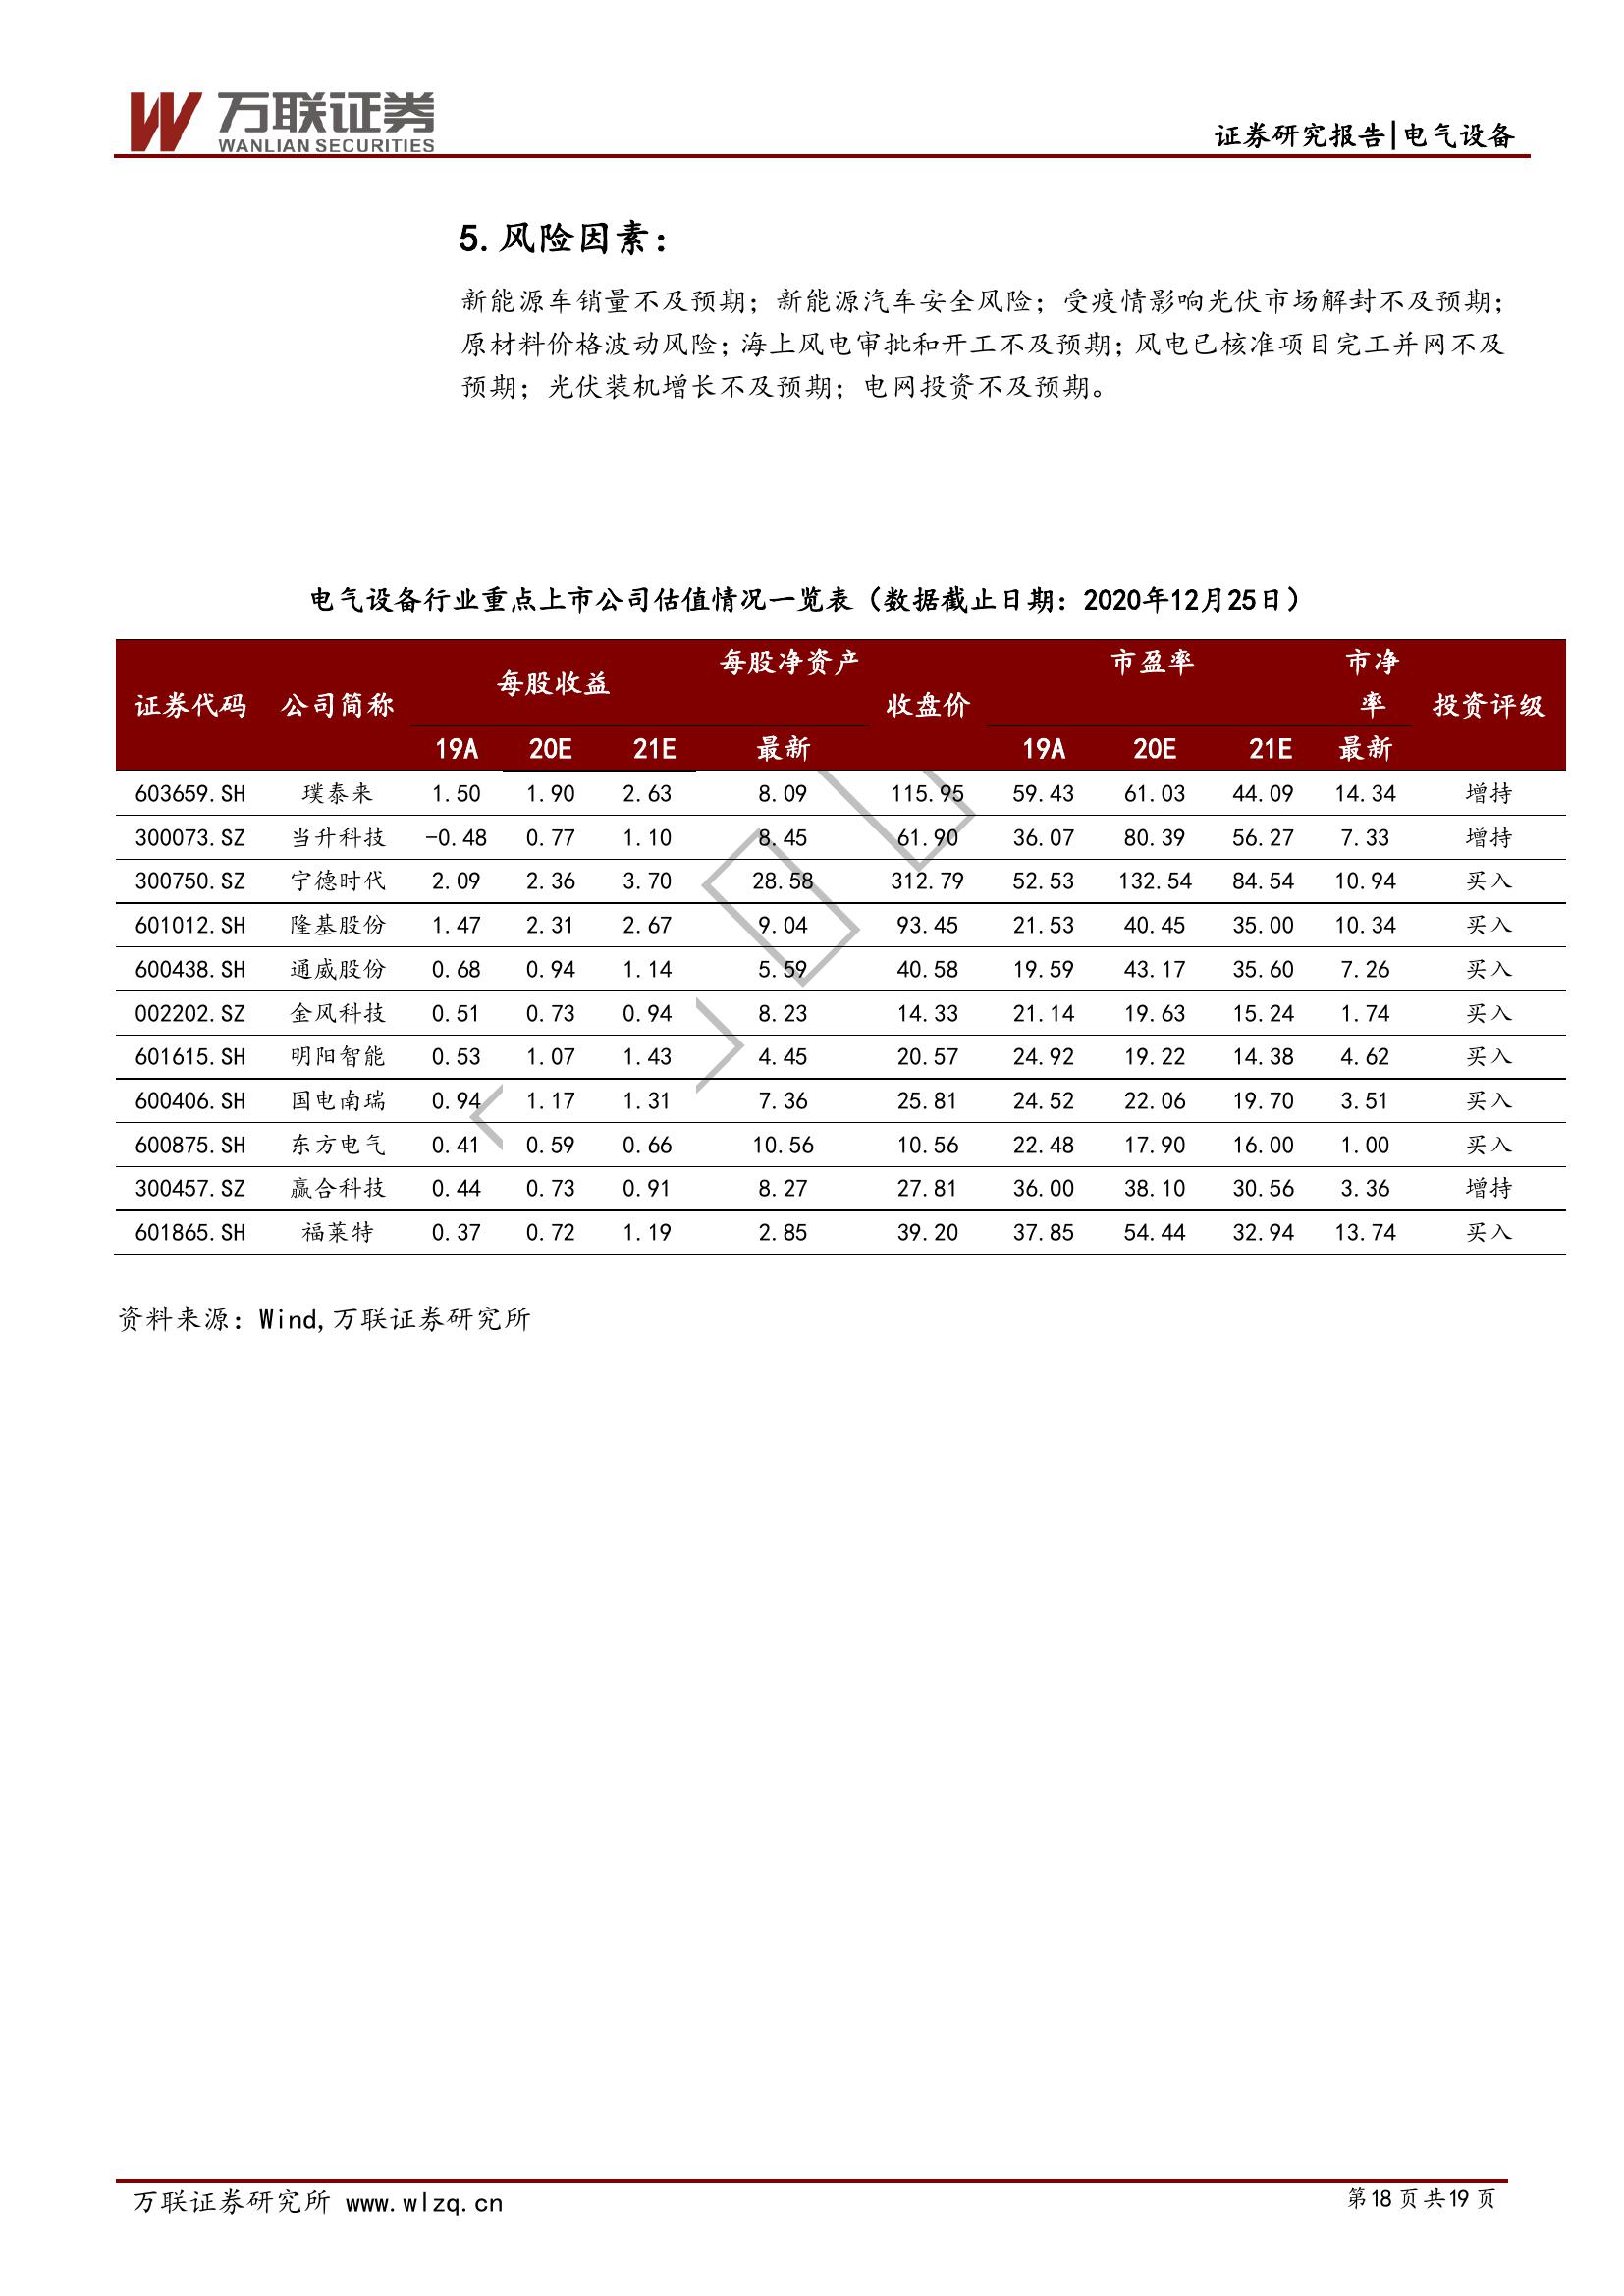 万联证券
WANLIAN SECURITIES
证券研究报告|电气设备
5.风险因素：
新能源车销量不及预期；新能源汽车安全风险；受疫情影响光伏市场解封不及预期；
原材料价格波动风险；海上风电审批和开工不及预期；风电已核准项目完工并网不及
预期；光伏装机增长不及预期；电网投资不及预期。
电气设备行业重点上市公司估值情况一览表（数据截止日期：2020年12月25日）
证券代码 公司简称 每股收益 每股净资产 收盘价 市盈率 市净率 投资评级
19A 20E 21E 最新 19A 20E 21E 最新
603659.SH 璞泰来 1.50 1.90 2.63 8.09 115.95 59.43 61.03 44.09 14.34 增持
300073.SZ 当升科技 -0.48 0.77 1.10 8.45 61.90 36.07 80.39 56.27 7.33 增持
300750.SZ 宁德时代 2.09 2.36 3.70 28.58 312.79 52.53 132.54 84.54 10.94 买入
601012.SH 隆基股份 1.47 2.31 2.67 9.04 93.45 21.53 40.45 35.00 10.34 买入
600438.SH 通威股份 0.68 0.94 1.14 5.59 40.58 19.59 43.17 35.60 7.26 买入
002202.SZ 金风科技 0.51 0.73 0.94 8.23 14.33 21.14 19.63 15.24 1.74 买入
601615.SH 明阳智能 0.53 1.07 1.43 4.45 20.57 24.92 19.22 14.38 4.62 买入
600406.SH 国电南瑞 0.94 1.17 1.31 7.36 25.81 24.52 22.06 19.70 3.51 买入
600875.SH 东方电气 0.41 0.59 0.66 10.56 10.56 22.48 17.90 16.00 1.00 买入
300457.SZ 赢合科技 0.44 0.73 0.91 8.27 27.81 36.00 38.10 30.56 3.36 增持
601865.SH 福莱特 0.37 0.72 1.19 2.85 39.20 37.85 54.44 32.94 13.74 买入
资料来源：Wind,万联证券研究所
万联证券研究所 www.wlzq.cn
第18页共19页